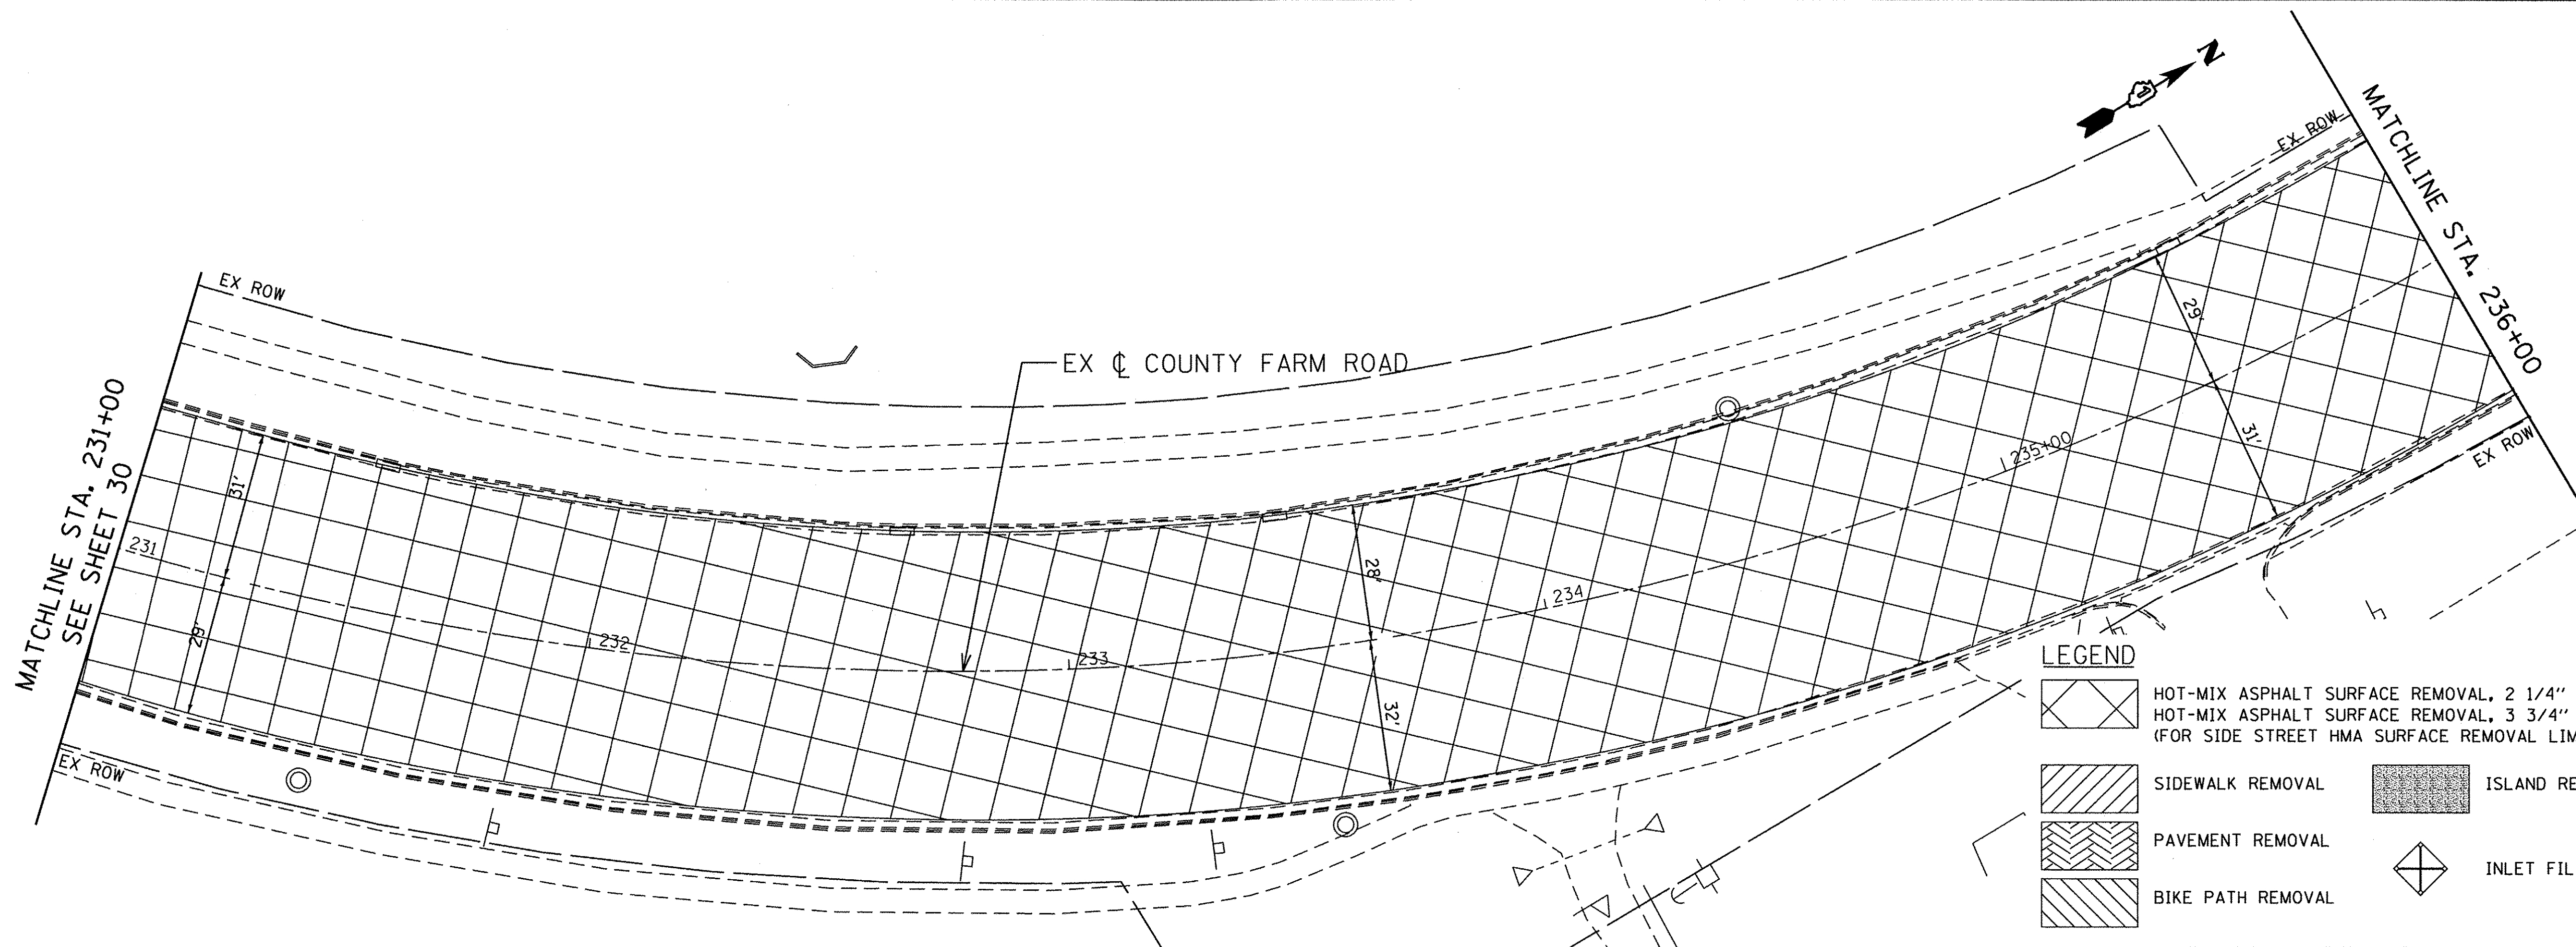 N
EX ROW
MATCHLINE STA. 236+00
EX ROW
MATCHLINE STA. 231+00
SEE SHEET 30
EX ℄ COUNTY FARM ROAD
31'
29'
231
232
233
28'
32'
234
235+00
29'
31'
EX ROW
EX ROW
LEGEND
HOT-MIX ASPHALT SURFACE REMOVAL, 2 1/4"
HOT-MIX ASPHALT SURFACE REMOVAL, 3 3/4"
(FOR SIDE STREET HMA SURFACE REMOVAL LIM
SIDEWALK REMOVAL
ISLAND RE
PAVEMENT REMOVAL
INLET FIL
BIKE PATH REMOVAL